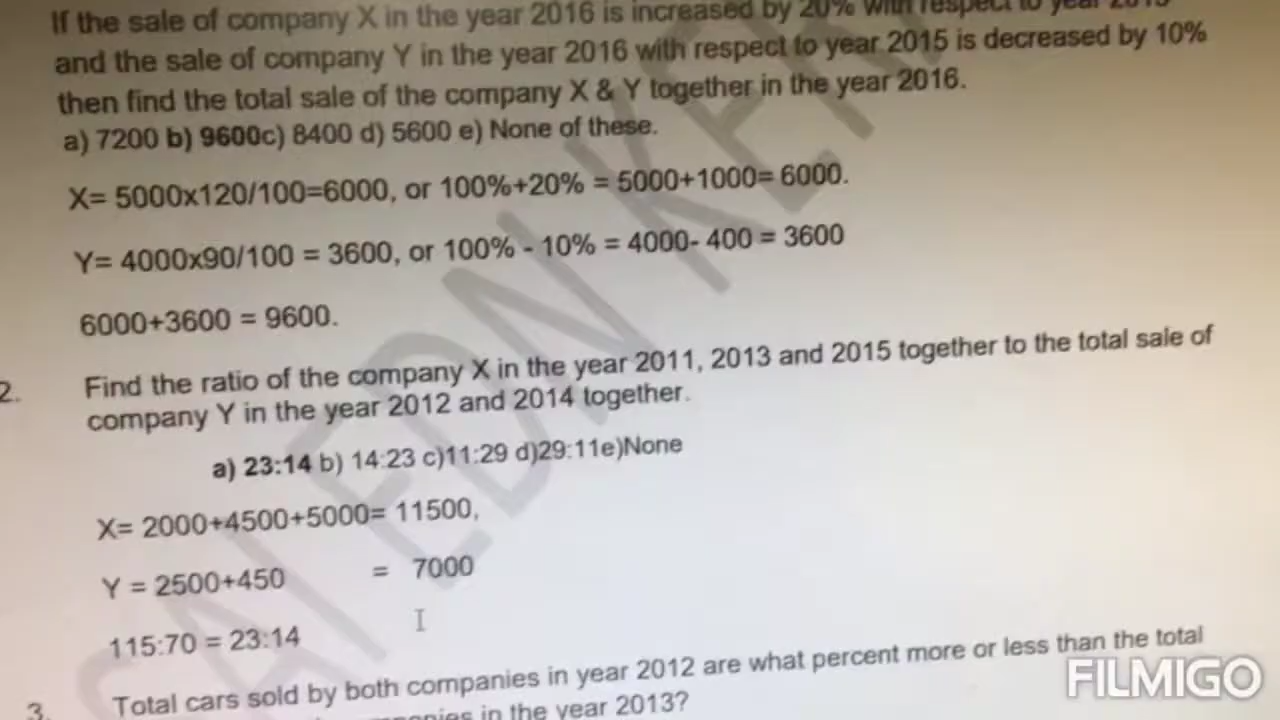 If the sale of company X in the year 2016 is increased by 20% with respect to year 2015
and the sale of company Y in the year 2016 with respect to year 2015 is decreased by 10%
then find the total sale of the company X & Y together in the year 2016.
a) 7200 b) 9600c) 8400 d) 5600 e) None of these.
X= 5000x120/100=6000, or 100%+20% = 5000+1000= 6000.
Y= 4000x90/100 = 3600, or 100% - 10% = 4000- 400 = 3600
6000+3600 = 9600.
2. Find the ratio of the company X in the year 2011, 2013 and 2015 together to the total sale of
company Y in the year 2012 and 2014 together.
a) 23:14 b) 14:23 c)11:29 d)29:11e)None
X= 2000+4500+5000= 11500,
Y = 2500+450 = 7000
115:70 = 23:14
3. Total cars sold by both companies in year 2012 are what percent more or less than the total
in the year 2013?
FILMIGO